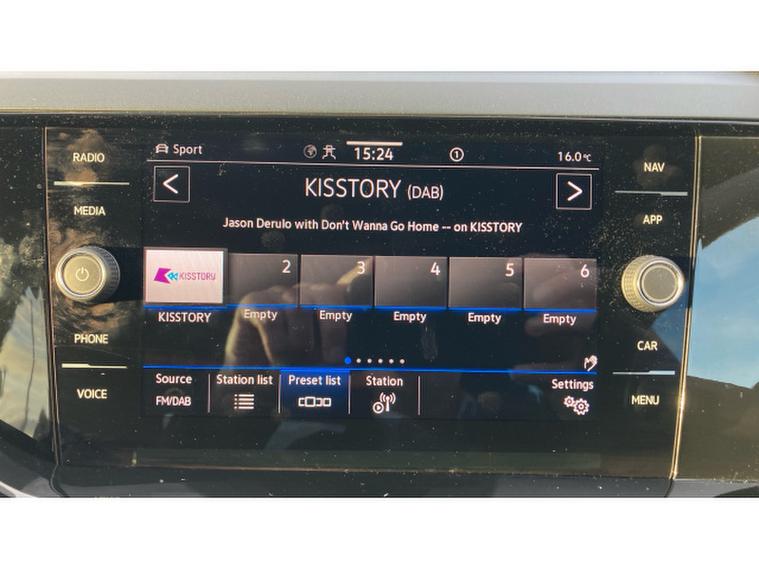 RADIO
MEDIA
PHONE
VOICE
Sport
15:24
1
16.0°C
KISSTORY (DAB)
Jason Derulo with Don't Wanna Go Home -- on KISSTORY
KISSTORY
2
3
4
5
6
KISSTORY
Empty
Empty
Empty
Empty
Empty
Source
FM/DAB
Station list
Preset list
Station
Settings
NAV
APP
CAR
MENU